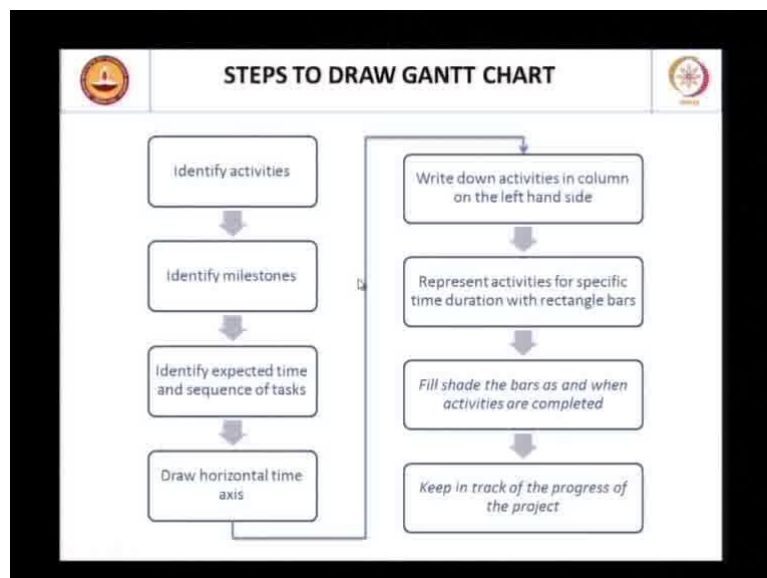 STEPS TO DRAW GANTT CHART
Identify activities
Identify milestones
Identify expected time
and sequence of tasks
Draw horizontal time
axis
Write down activities in column
on the left hand side
Represent activities for specific
time duration with rectangle bars
Fill shade the bars as and when
activities are completed
Keep in track of the progress of
the project